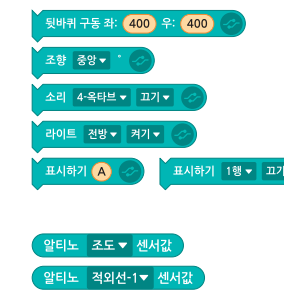 뒷바퀴 구동 좌: 400 우: 400
조향 중앙 °
소리 4-옥타브 끄기
라이트 전방 켜기
표시하기 A 표시하기 1행 끄기
알티노 조도 센서값
알티노 적외선-1 센서값